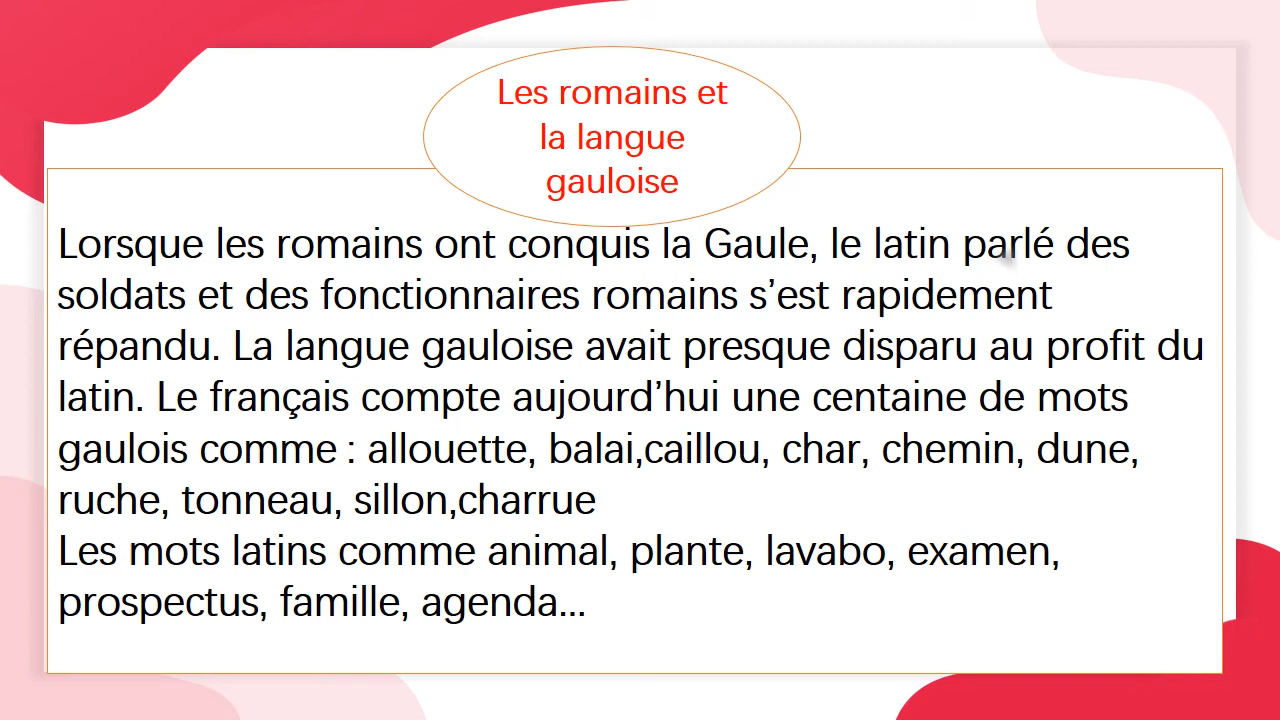 Les romains et
la langue
gauloise
Lorsque les romains ont conquis la Gaule, le latin parlé des
soldats et des fonctionnaires romains s’est rapidement
répandu. La langue gauloise avait presque disparu au profit du
latin. Le français compte aujourd’hui une centaine de mots
gaulois comme : allouette, balai,caillou, char, chemin, dune,
ruche, tonneau, sillon,charrue
Les mots latins comme animal, plante, lavabo, examen,
prospectus, famille, agenda...